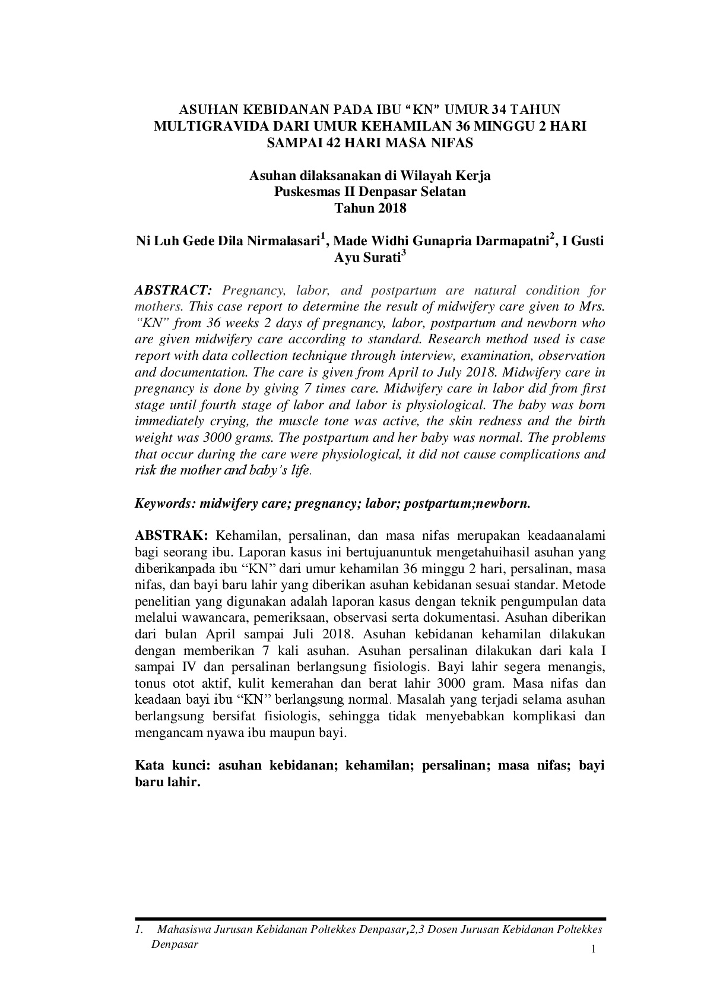 ASUHAN KEBIDANAN PADA IBU “KN” UMUR 34 TAHUN
MULTIGRAVIDA DARI UMUR KEHAMILAN 36 MINGGU 2 HARI
SAMPAI 42 HARI MASA NIFAS
Asuhan dilaksanakan di Wilayah Kerja
Puskesmas II Denpasar Selatan
Tahun 2018
Ni Luh Gede Dila Nirmalasari1, Made Widhi Gunapria Darmapatni2, I Gusti
Ayu Surati3
ABSTRACT: Pregnancy, labor, and postpartum are natural condition for
mothers. This case report to determine the result of midwifery care given to Mrs.
“KN” from 36 weeks 2 days of pregnancy, labor, postpartum and newborn who
are given midwifery care according to standard. Research method used is case
report with data collection technique through interview, examination, observation
and documentation. The care is given from April to July 2018. Midwifery care in
pregnancy is done by giving 7 times care. Midwifery care in labor did from first
stage until fourth stage of labor and labor is physiological. The baby was born
immediately crying, the muscle tone was active, the skin redness and the birth
weight was 3000 grams. The postpartum and her baby was normal. The problems
that occur during the care were physiological, it did not cause complications and
risk the mother and baby’s life.
Keywords: midwifery care; pregnancy; labor; postpartum;newborn.
ABSTRAK: Kehamilan, persalinan, dan masa nifas merupakan keadaanalami
bagi seorang ibu. Laporan kasus ini bertujuanuntuk mengetahuihasil asuhan yang
diberikanpada ibu “KN” dari umur kehamilan 36 minggu 2 hari, persalinan, masa
nifas, dan bayi baru lahir yang diberikan asuhan kebidanan sesuai standar. Metode
penelitian yang digunakan adalah laporan kasus dengan teknik pengumpulan data
melalui wawancara, pemeriksaan, observasi serta dokumentasi. Asuhan diberikan
dari bulan April sampai Juli 2018. Asuhan kebidanan kehamilan dilakukan
dengan memberikan 7 kali asuhan. Asuhan persalinan dilakukan dari kala I
sampai IV dan persalinan berlangsung fisiologis. Bayi lahir segera menangis,
tonus otot aktif, kulit kemerahan dan berat lahir 3000 gram. Masa nifas dan
keadaan bayi ibu “KN” berlangsung normal. Masalah yang terjadi selama asuhan
berlangsung bersifat fisiologis, sehingga tidak menyebabkan komplikasi dan
mengancam nyawa ibu maupun bayi.
Kata kunci: asuhan kebidanan; kehamilan; persalinan; masa nifas; bayi
baru lahir.
1. Mahasiswa Jurusan Kebidanan Poltekkes Denpasar,2,3 Dosen Jurusan Kebidanan Poltekkes
Denpasar
1